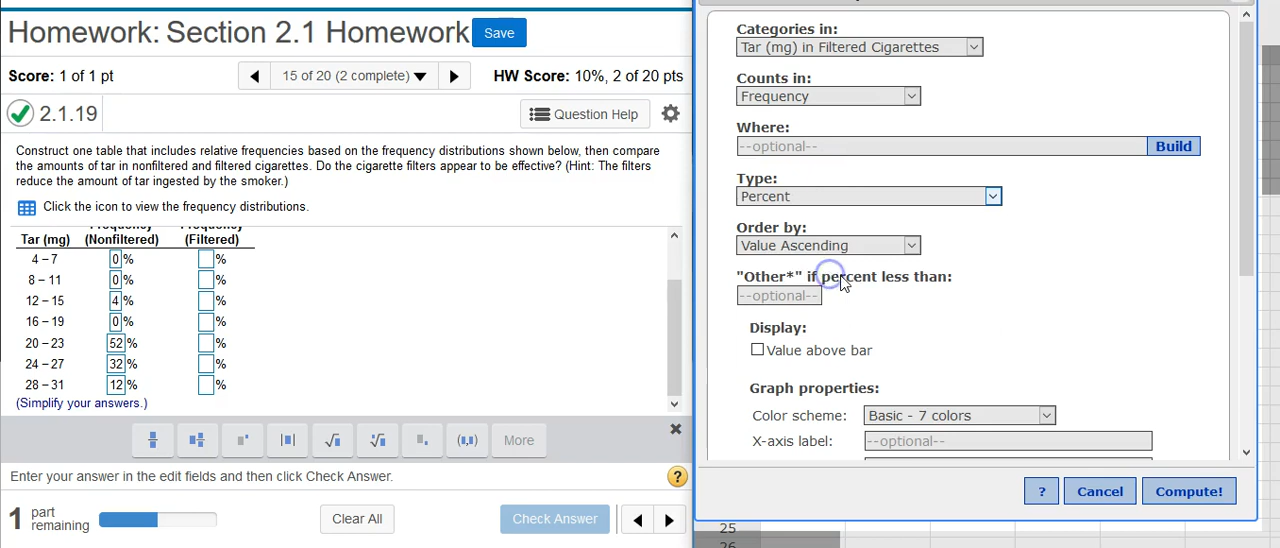 Homework: Section 2.1 Homework Save
Score: 1 of 1 pt 15 of 20 (2 complete) HW Score: 10%, 2 of 20 pts
2.1.19 Question Help
Construct one table that includes relative frequencies based on the frequency distributions shown below, then compare
the amounts of tar in nonfiltered and filtered cigarettes. Do the cigarette filters appear to be effective? (Hint: The filters
reduce the amount of tar ingested by the smoker.)
Click the icon to view the frequency distributions.
Tar (mg) (Nonfiltered) (Filtered)
4 – 7 0 % %
8 – 11 0 % %
12 – 15 4 % %
16 – 19 0 % %
20 – 23 52 % %
24 – 27 32 % %
28 – 31 12 % %
(Simplify your answers.)
More
Enter your answer in the edit fields and then click Check Answer.
?
1 part
remaining
Clear All
Check Answer
Categories in:
Tar (mg) in Filtered Cigarettes
Counts in:
Frequency
Where:
--optional-- Build
Type:
Percent
Order by:
Value Ascending
"Other*" if percent less than:
--optional--
Display:
Value above bar
Graph properties:
Color scheme: Basic - 7 colors
X-axis label: --optional--
? Cancel Compute!
25